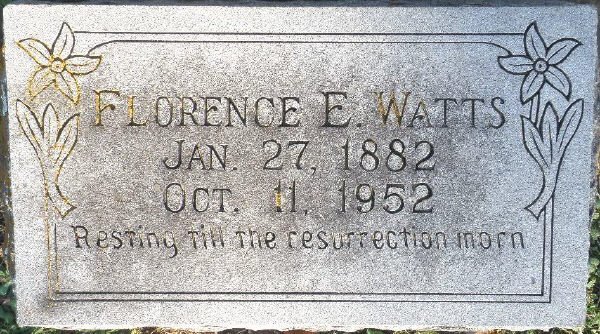 Florence E. Watts
Jan. 27, 1882
Oct. 11, 1952
Resting till the resurrection morn